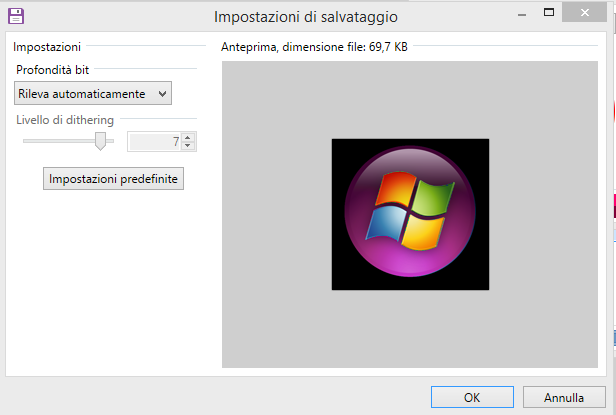 Impostazioni di salvataggio
Impostazioni
Anteprima, dimensione file: 69,7 KB
Profondità bit
Rileva automaticamente
Livello di dithering
7
Impostazioni predefinite
OK
Annulla